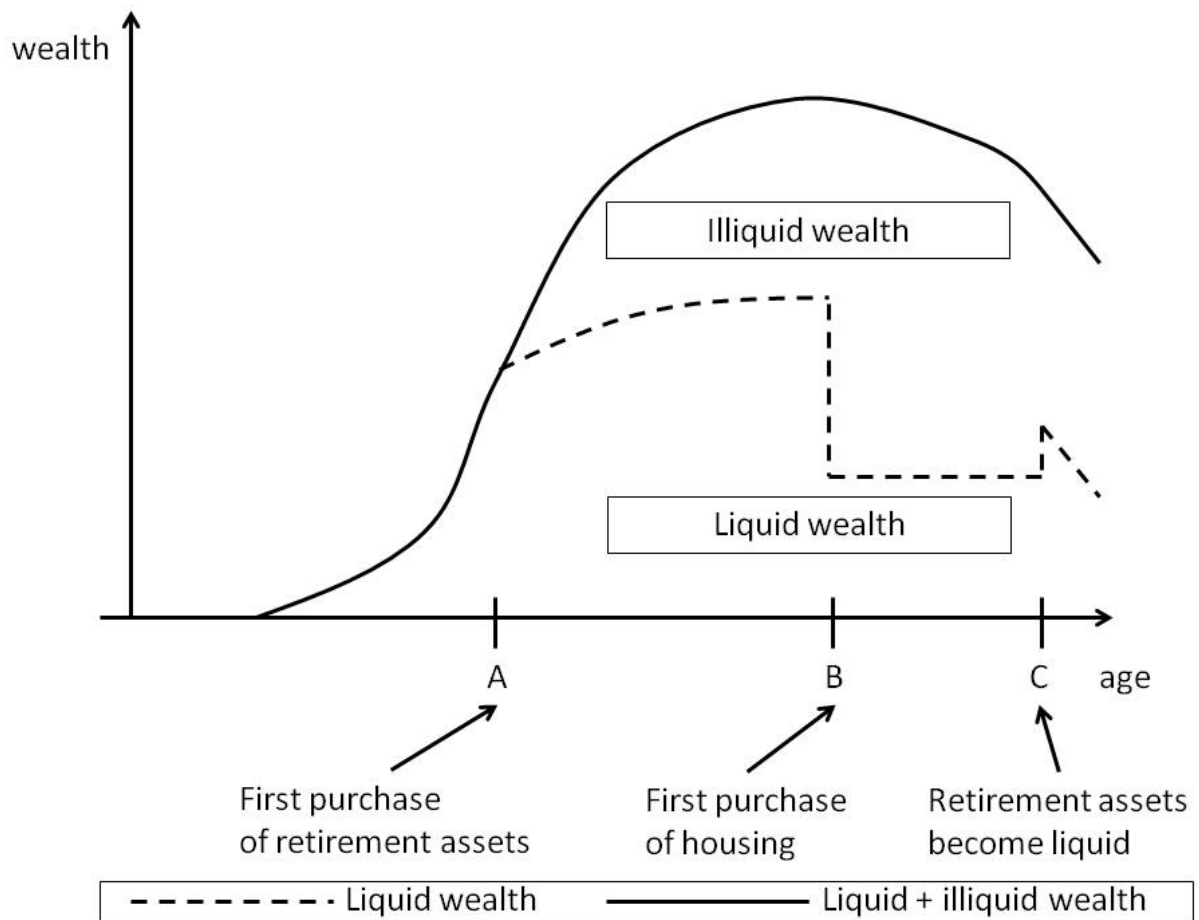 wealth
Illiquid wealth
Liquid wealth
A
B
C
age
First purchase
of retirement assets
First purchase
of housing
Retirement assets
become liquid
Liquid wealth
Liquid + illiquid wealth